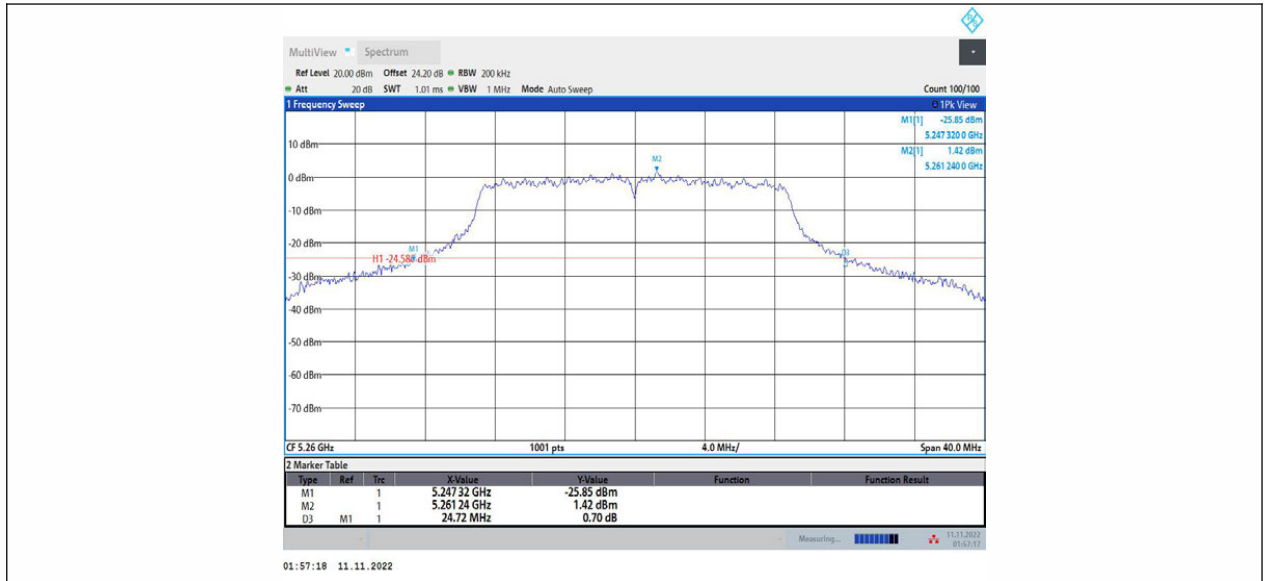 MultiView Spectrum
Ref Level 20.00 dBm Offset 24.20 dB RBW 200 kHz
Att 20 dB SWT 1.01 ms VBW 1 MHz Mode Auto Sweep Count 100/100
1 Frequency Sweep 1Pk View
M1[1] -25.85 dBm
5.247 320 0 GHz
M2[1] 1.42 dBm
5.261 240 0 GHz
10 dBm
M2
0 dBm
-10 dBm
-20 dBm
M1
D3
H1 -24.580 dBm
-30 dBm
-40 dBm
-50 dBm
-60 dBm
-70 dBm
CF 5.26 GHz 1001 pts 4.0 MHz/ Span 40.0 MHz
2 Marker Table
Type Ref Trc X-Value Y-Value Function Function Result
M1 1 5.247 32 GHz -25.85 dBm
M2 1 5.261 24 GHz 1.42 dBm
D3 M1 1 24.72 MHz 0.70 dB
Measuring... 11.11.2022
01:57:17
01:57:18 11.11.2022